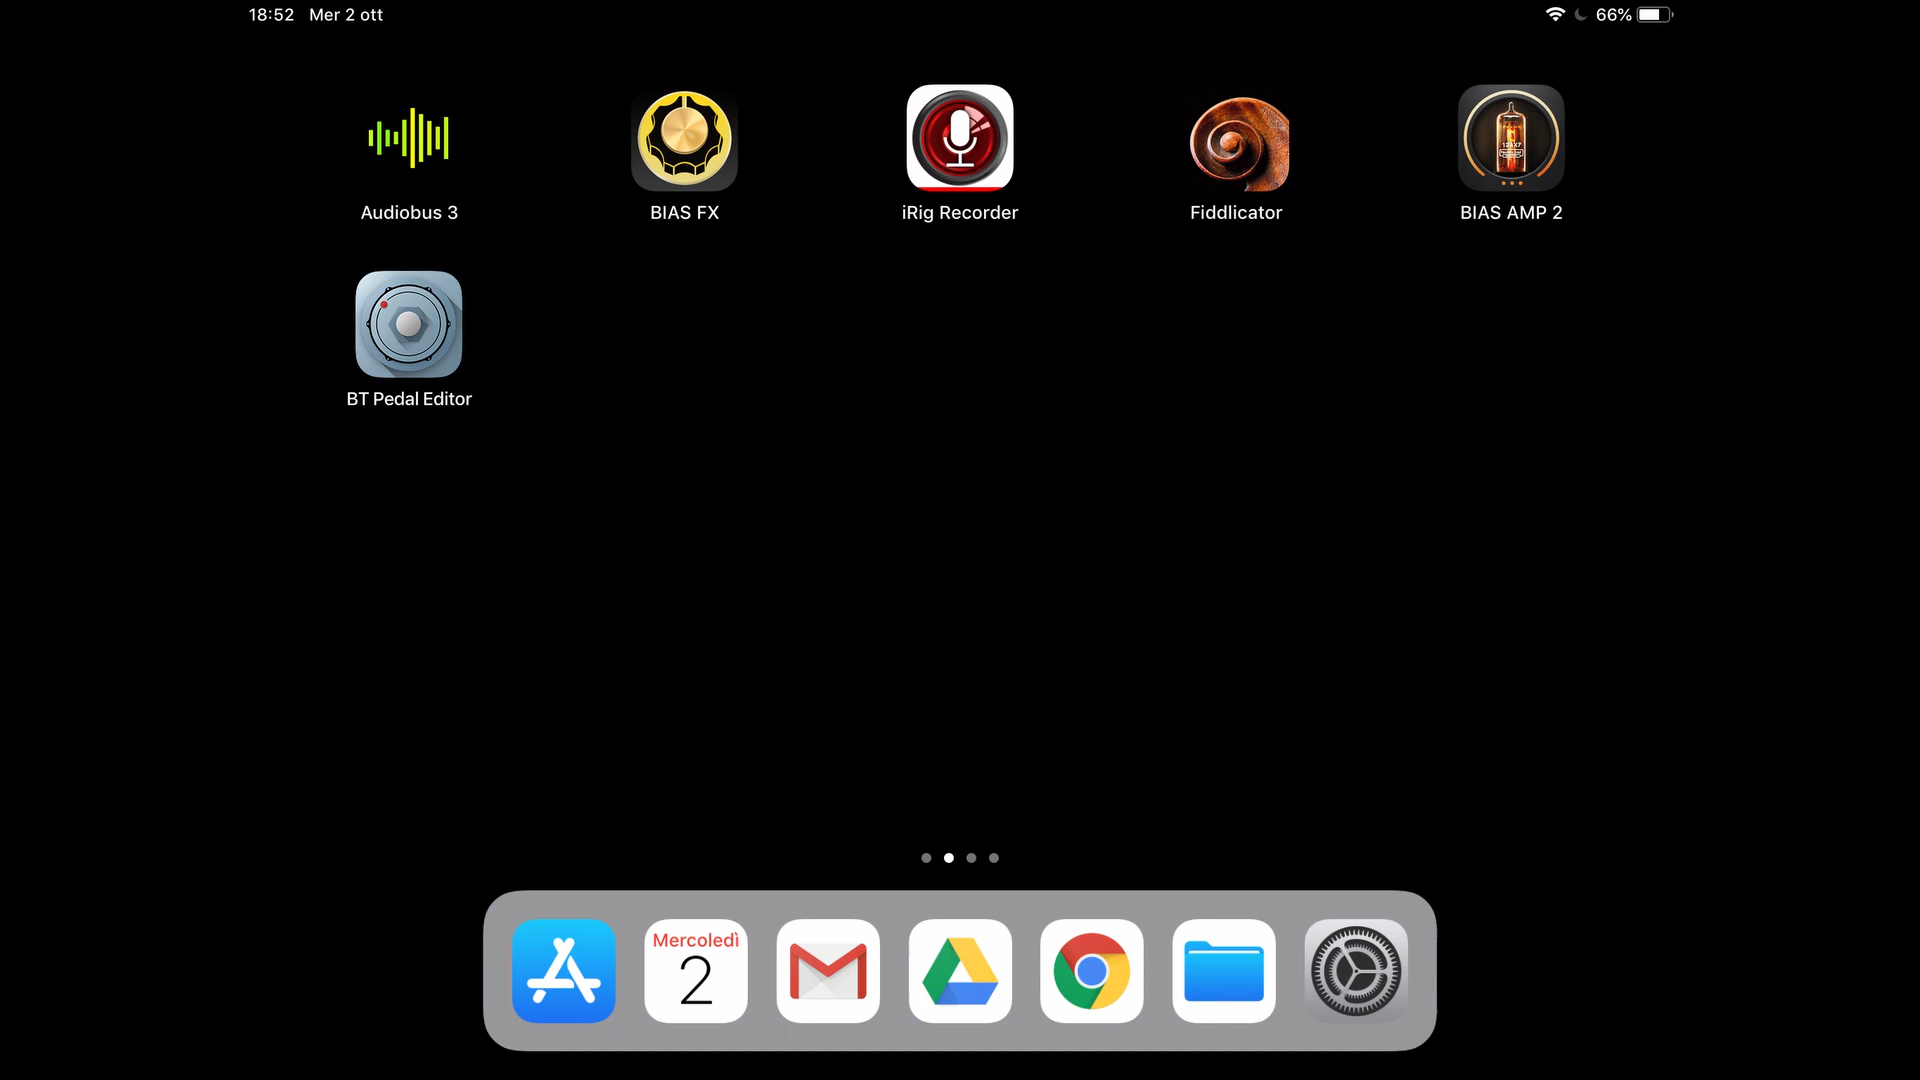 18:52 Mer 2 ott
66%
Audiobus 3
BIAS FX
iRig Recorder
Fiddlicator
BIAS AMP 2
BT Pedal Editor
Mercoledì
2